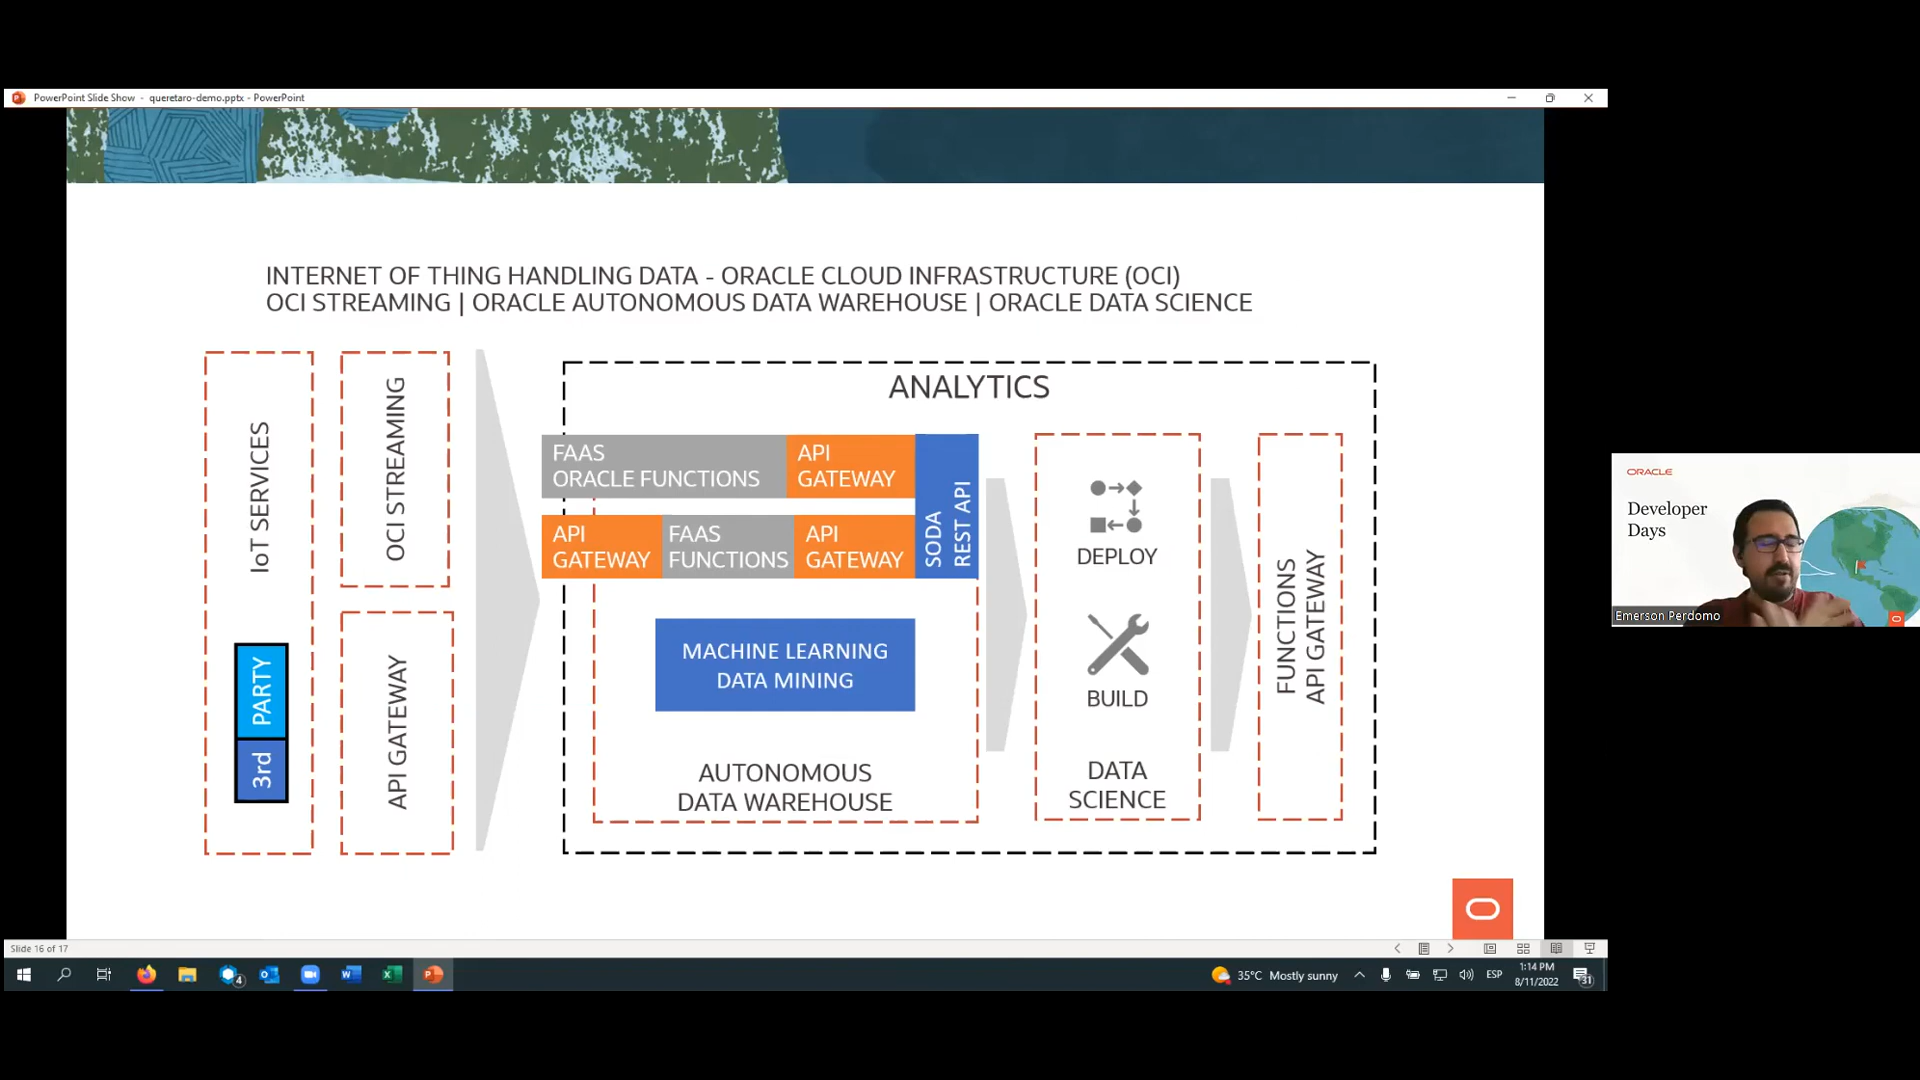 PowerPoint Slide Show - queretaro-demo.pptx - PowerPoint
INTERNET OF THING HANDLING DATA - ORACLE CLOUD INFRASTRUCTURE (OCI)
OCI STREAMING | ORACLE AUTONOMOUS DATA WAREHOUSE | ORACLE DATA SCIENCE
IoT SERVICES
3rd PARTY
OCI STREAMING
API GATEWAY
ANALYTICS
FAAS
ORACLE FUNCTIONS
API
GATEWAY
API
GATEWAY
FAAS
FUNCTIONS
API
GATEWAY
SODA
REST API
MACHINE LEARNING
DATA MINING
AUTONOMOUS
DATA WAREHOUSE
DEPLOY
BUILD
DATA
SCIENCE
FUNCTIONS
API GATEWAY
ORACLE
Developer
Days
Emerson Perdomo
Slide 16 of 17
4
35°C Mostly sunny
ESP
1:14 PM
8/11/2022
31